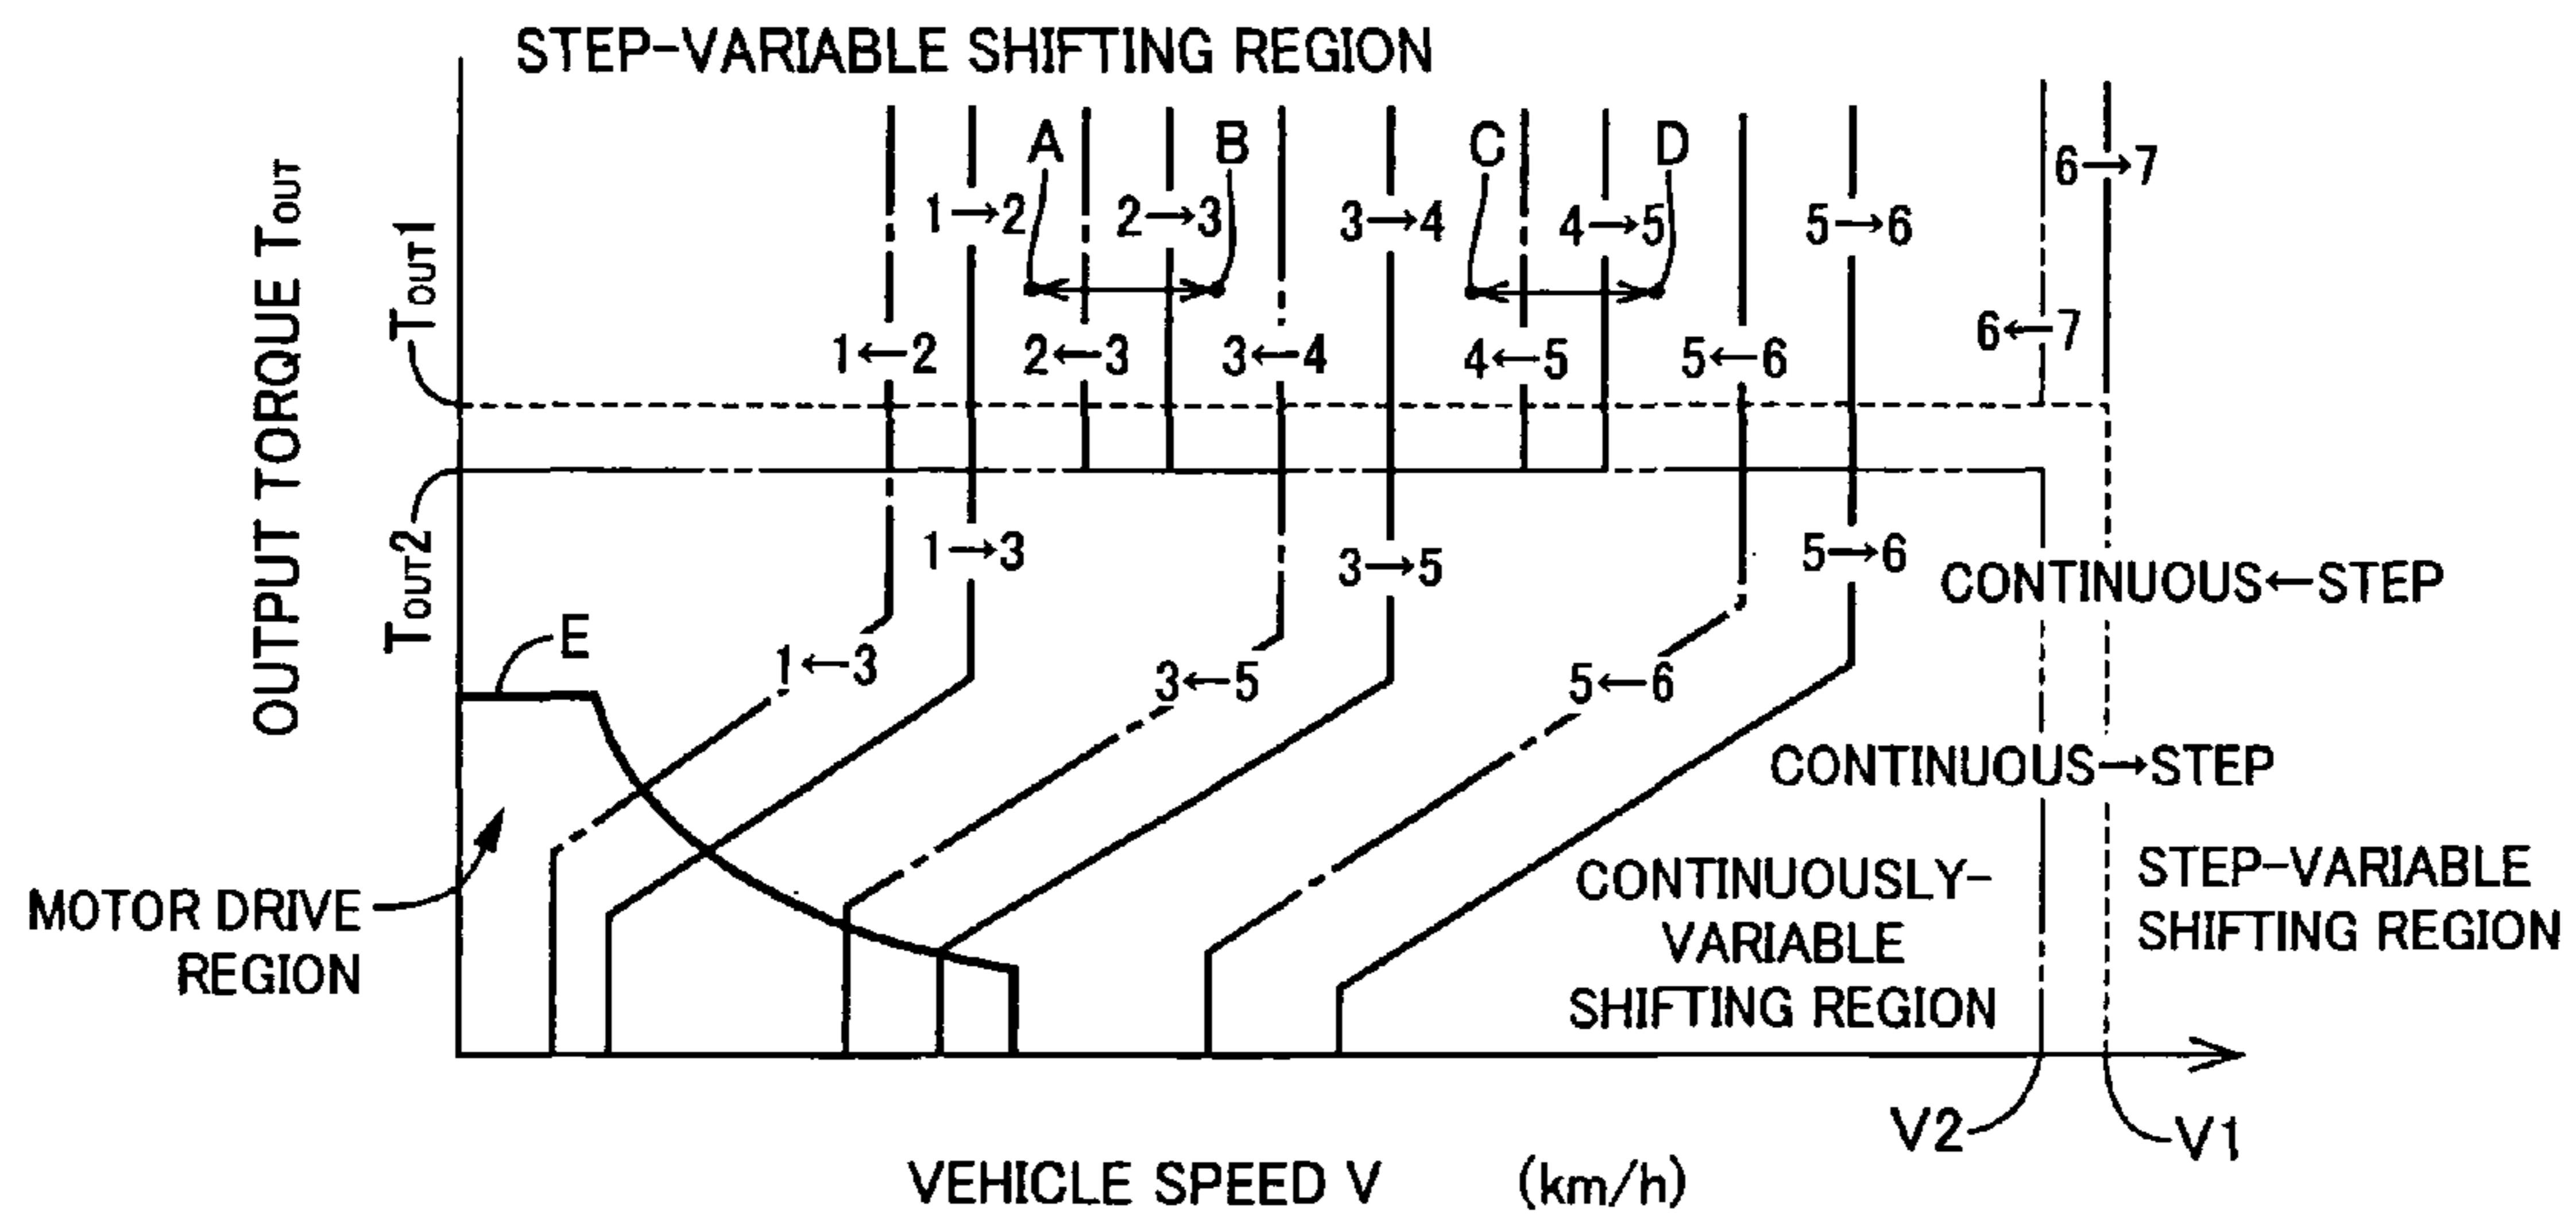 STEP-VARIABLE SHIFTING REGION
OUTPUT TORQUE TOUT
TOUT1
TOUT2
A
B
C
D
1→2
2→3
3→4
4→5
5→6
6→7
1←2
2←3
3←4
4←5
5←6
6←7
1→3
3→5
5→6
CONTINUOUS←STEP
E
1←3
3←5
5←6
CONTINUOUS→STEP
MOTOR DRIVE
REGION
CONTINUOUSLY-
VARIABLE
SHIFTING REGION
STEP-VARIABLE
SHIFTING REGION
V2
V1
VEHICLE SPEED V (km/h)